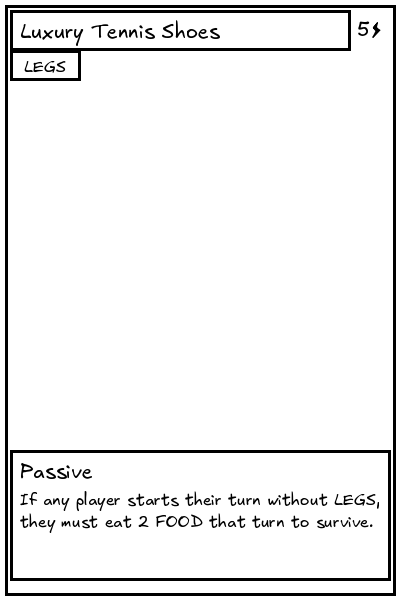 Luxury Tennis Shoes
5⚡
LEGS
Passive
If any player starts their turn without LEGS,
they must eat 2 FOOD that turn to survive.